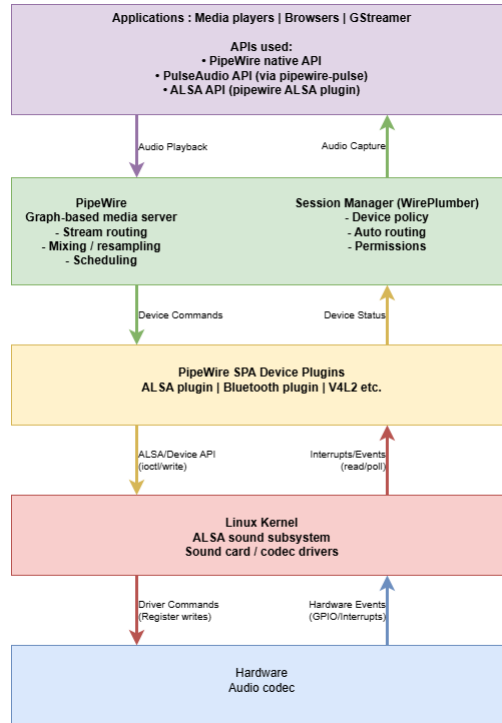 Applications : Media players | Browsers | GStreamer
APIs used:
• PipeWire native API
• PulseAudio API (via pipewire-pulse)
• ALSA API (pipewire ALSA plugin)
Audio Playback
Audio Capture
PipeWire
Graph-based media server
- Stream routing
- Mixing / resampling
- Scheduling
Session Manager (WirePlumber)
- Device policy
- Auto routing
- Permissions
Device Commands
Device Status
PipeWire SPA Device Plugins
ALSA plugin | Bluetooth plugin | V4L2 etc.
ALSA/Device API
(ioctl/write)
Interrupts/Events
(read/poll)
Linux Kernel
ALSA sound subsystem
Sound card / codec drivers
Driver Commands
(Register writes)
Hardware Events
(GPIO/Interrupts)
Hardware
Audio codec